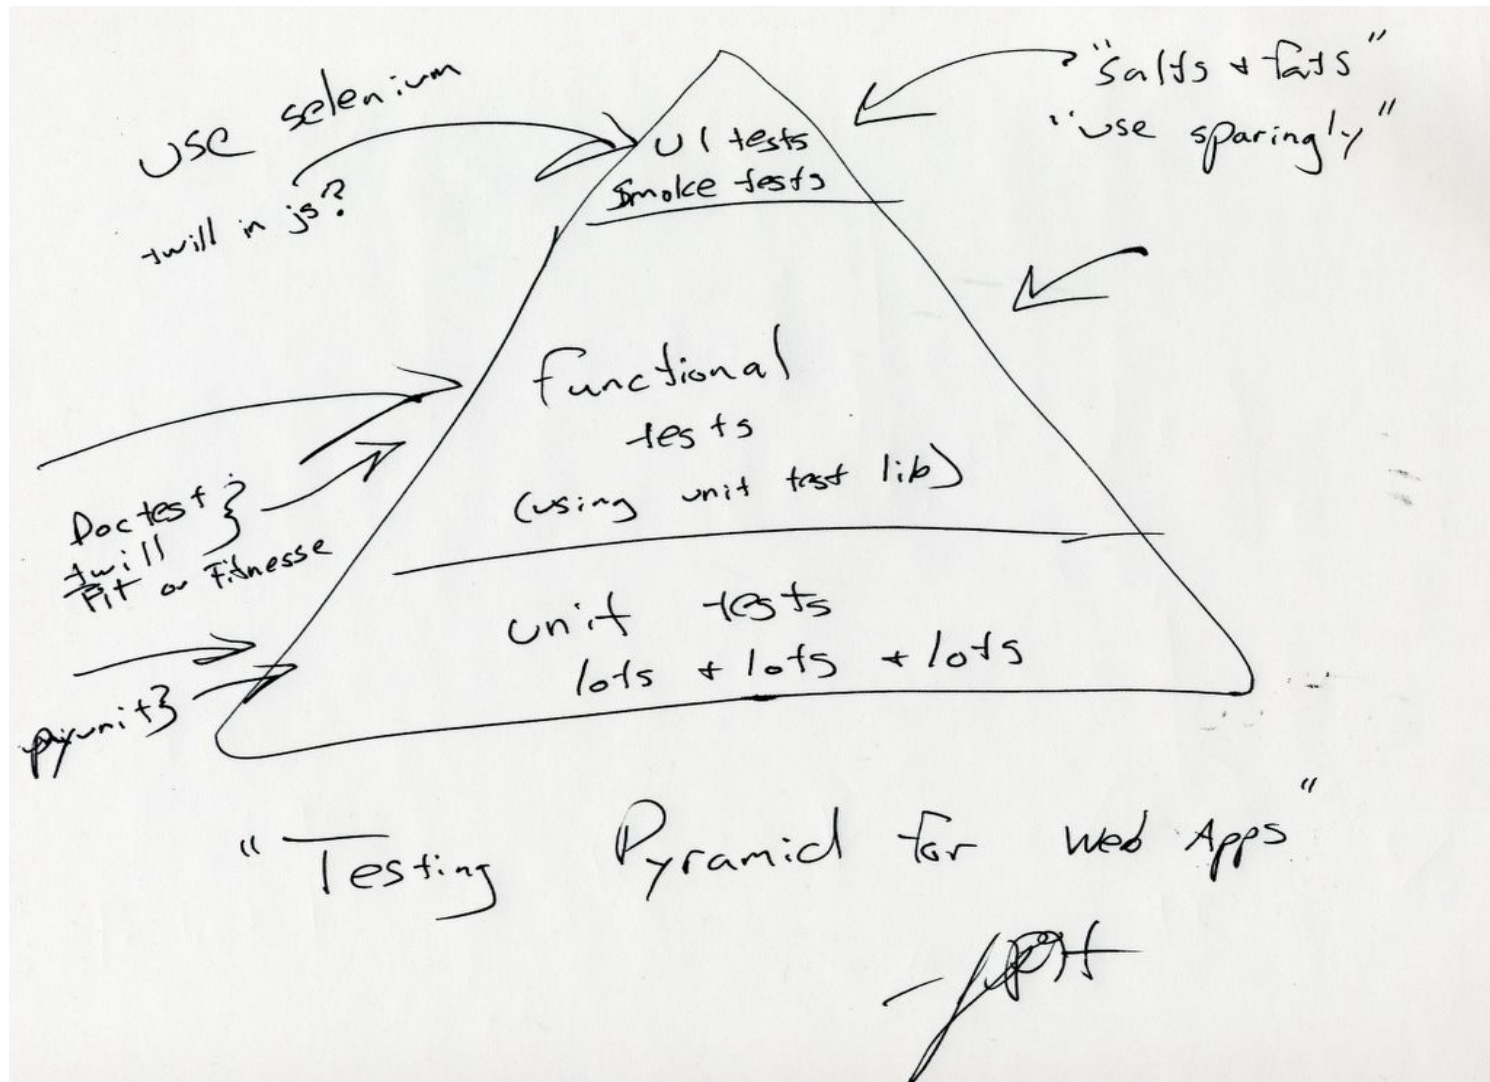 use selenium
twill in js?
"salts + fats"
"use sparingly"
UI tests
Smoke tests
functional
tests
(using unit test lib)
Doctest }
twill
Fit or Fitnesse
unit tests
lots + lots + lots
pyunit}
"Testing Pyramid for Web Apps"